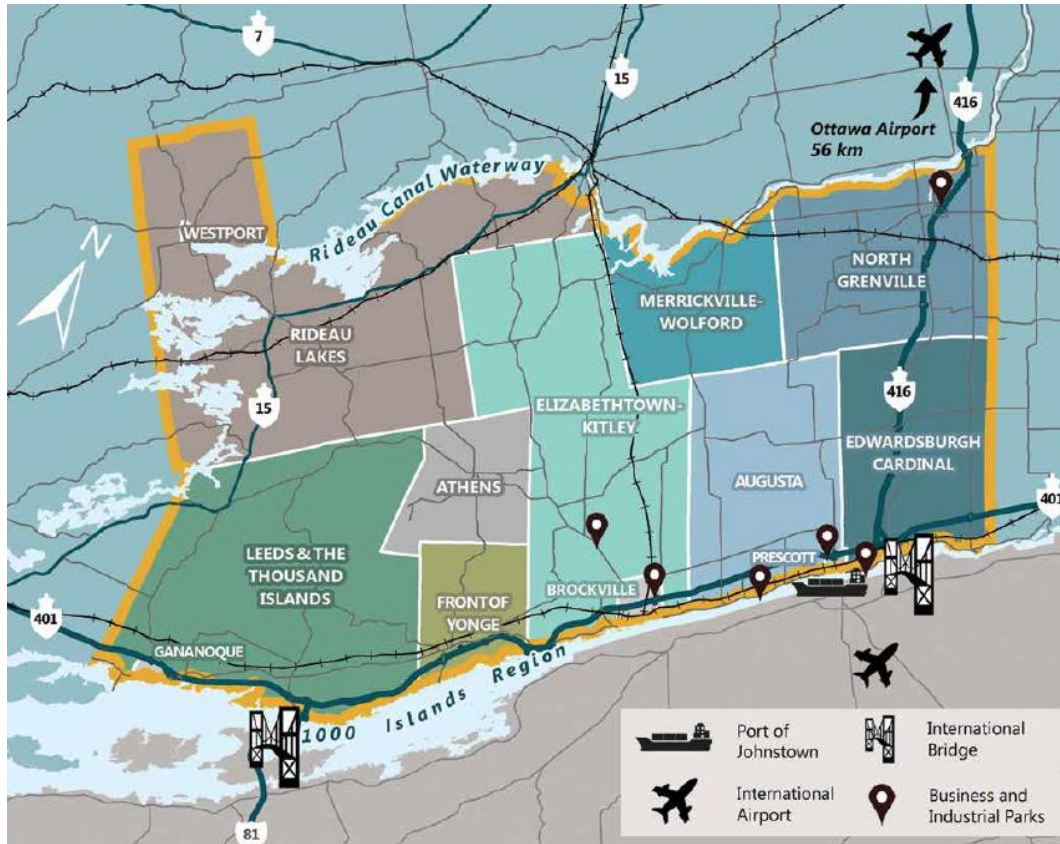 7
15
416
Ottawa Airport
56 km
Rideau Canal Waterway
WESTPORT
N
NORTH
GRENVILLE
MERRICKVILLE-
WOLFORD
RIDEAU
LAKES
15
416
ELIZABETHTOWN-
KITLEY
EDWARDSBURGH
CARDINAL
ATHENS
AUGUSTA
401
LEEDS & THE
THOUSAND
ISLANDS
PRESCOTT
BROCKVILLE
FRONT OF
YONGE
401
GANANOQUE
1000 Islands Region
81
Port of
Johnstown
International
Bridge
International
Airport
Business and
Industrial Parks